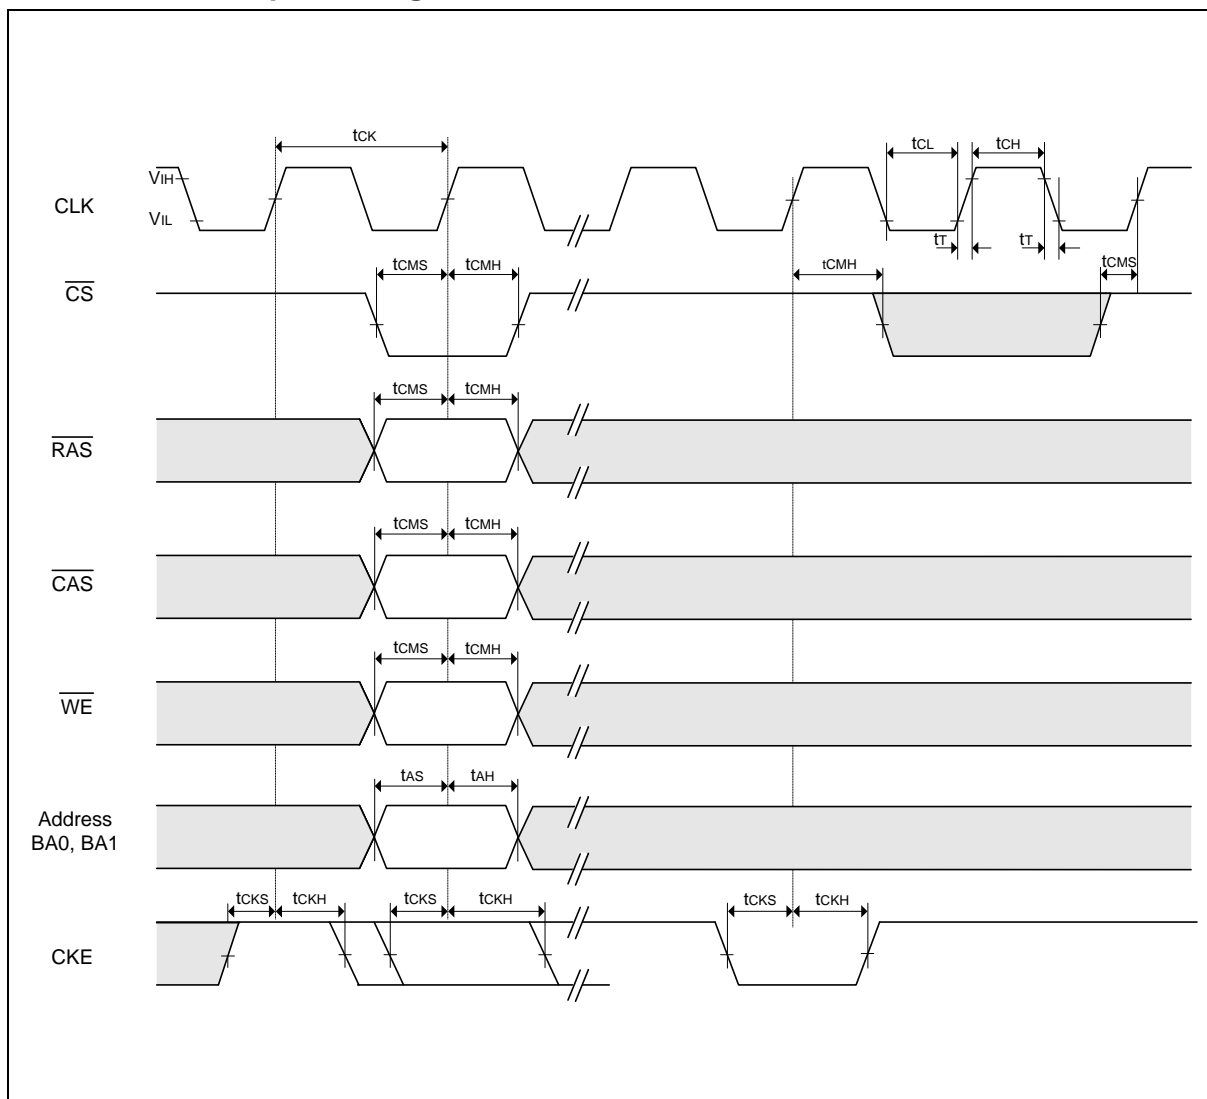 tCK
tCL
tCH
VIH
CLK
VIL
tT
tT
tCMS
tCMH
tCMH
tCMS
CS
tCMS
tCMH
RAS
tCMS
tCMH
CAS
tCMS
tCMH
WE
tAS
tAH
Address
BA0, BA1
tCKS
tCKH
tCKS
tCKH
tCKS
tCKH
CKE